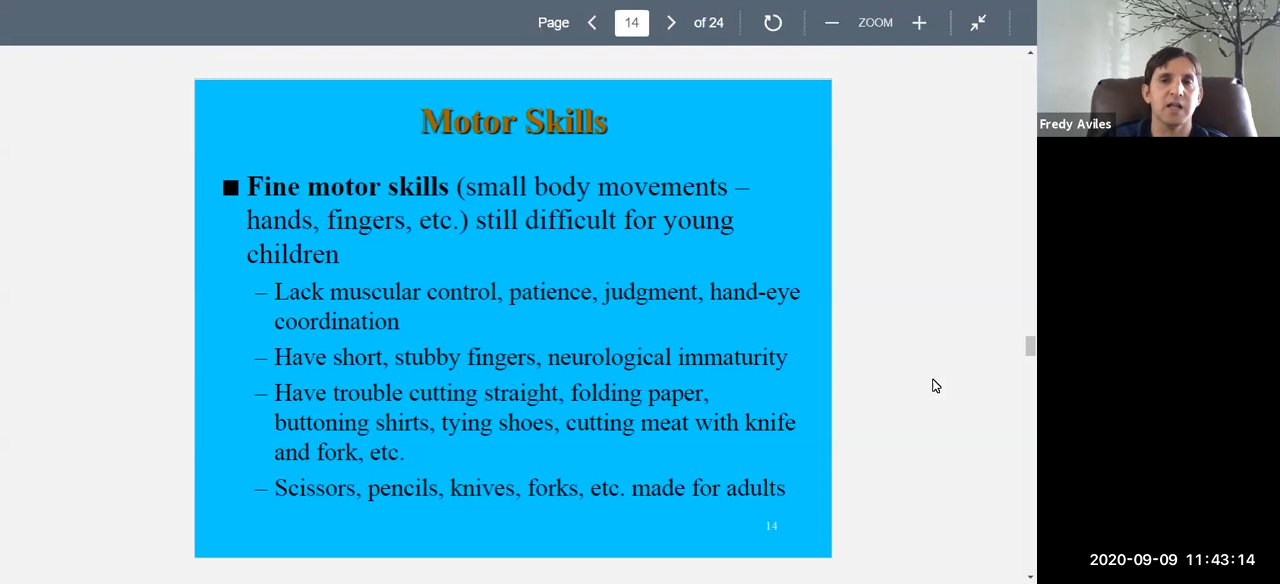 Page 14 of 24 ZOOM
Fredy Aviles
Motor Skills
■ Fine motor skills (small body movements –
hands, fingers, etc.) still difficult for young
children
– Lack muscular control, patience, judgment, hand-eye
coordination
– Have short, stubby fingers, neurological immaturity
– Have trouble cutting straight, folding paper,
buttoning shirts, tying shoes, cutting meat with knife
and fork, etc.
– Scissors, pencils, knives, forks, etc. made for adults
14
2020-09-09 11:43:14